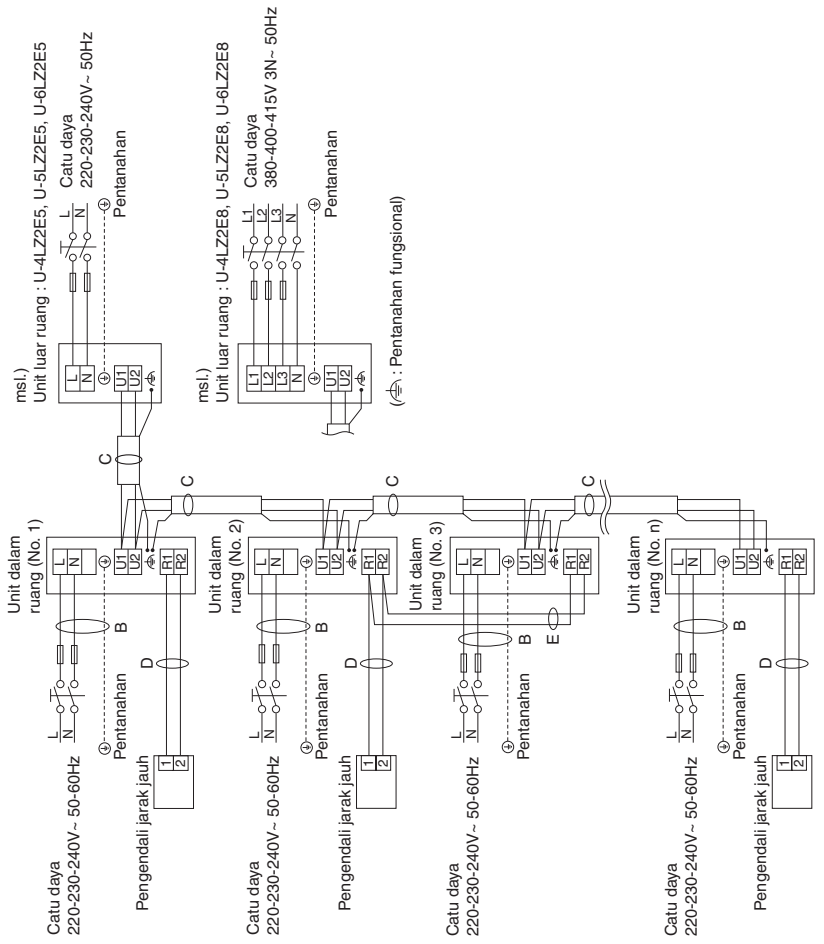 msl.)
Unit luar ruang : U-4LZ2E5, U-5LZ2E5, U-6LZ2E5
L
N
U1
U2
L
N
Catu daya
220-230-240V~ 50Hz
Pentanahan
msl.)
Unit luar ruang : U-4LZ2E8, U-5LZ2E8, U-6LZ2E8
L1
L2
L3
N
U1
U2
L1
L2
L3
N
Catu daya
380-400-415V 3N~ 50Hz
Pentanahan
( : Pentanahan fungsional)
C
Unit dalam
ruang (No. 1)
L
N
U1
U2
R1
R2
B
D
L
N
Catu daya
220-230-240V~ 50-60Hz
Pentanahan
1
2
Pengendali jarak jauh
C
Unit dalam
ruang (No. 2)
L
N
U1
U2
R1
R2
B
D
L
N
Catu daya
220-230-240V~ 50-60Hz
Pentanahan
1
2
Pengendali jarak jauh
C
Unit dalam
ruang (No. 3)
L
N
U1
U2
R1
R2
B
E
L
N
Catu daya
220-230-240V~ 50-60Hz
Pentanahan
C
Unit dalam
ruang (No. n)
L
N
U1
U2
R1
R2
B
D
L
N
Catu daya
220-230-240V~ 50-60Hz
Pentanahan
1
2
Pengendali jarak jauh